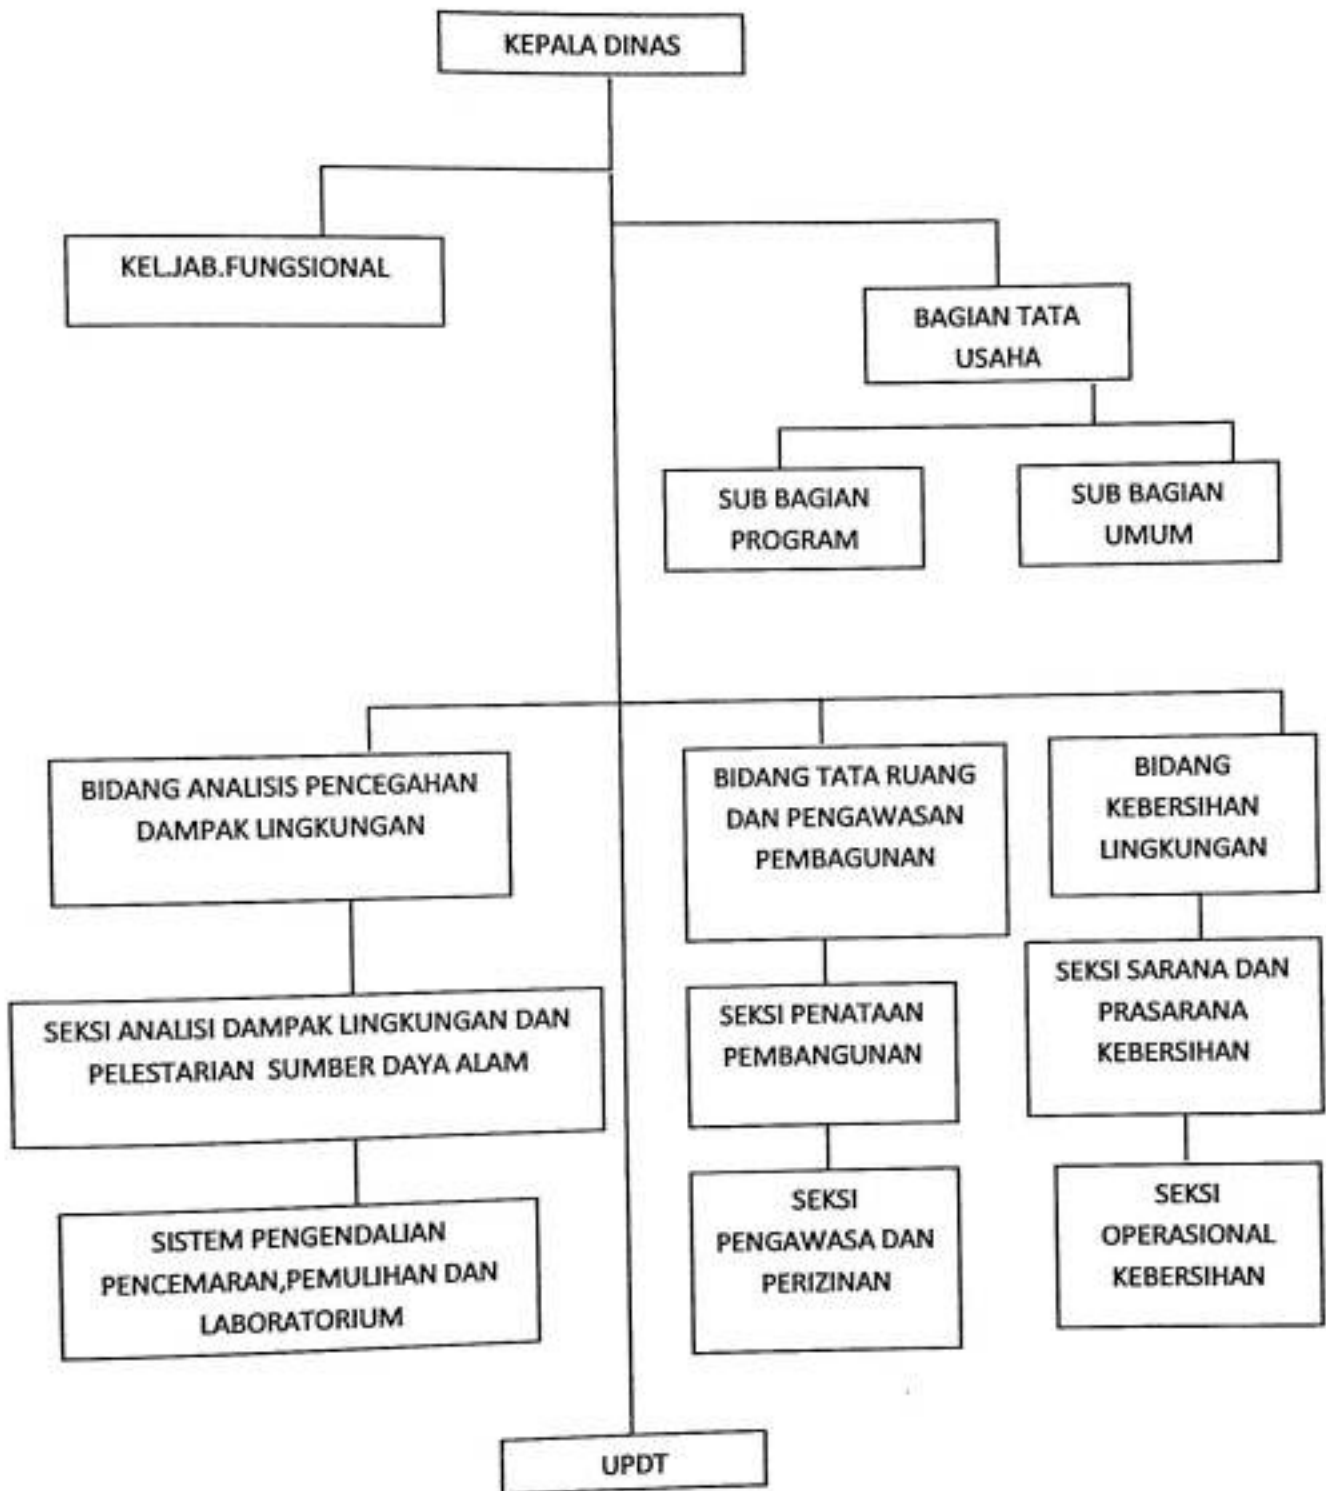 KEPALA DINAS
KEL.JAB.FUNGSIONAL
BAGIAN TATA
USAHA
SUB BAGIAN
PROGRAM
SUB BAGIAN
UMUM
BIDANG ANALISIS PENCEGAHAN
DAMPAK LINGKUNGAN
BIDANG TATA RUANG
DAN PENGAWASAN
PEMBAGUNAN
BIDANG
KEBERSIHAN
LINGKUNGAN
SEKSI ANALISI DAMPAK LINGKUNGAN DAN
PELESTARIAN SUMBER DAYA ALAM
SEKSI PENATAAN
PEMBANGUNAN
SEKSI SARANA DAN
PRASARANA
KEBERSIHAN
SISTEM PENGENDALIAN
PENCEMARAN,PEMULIHAN DAN
LABORATORIUM
SEKSI
PENGAWASA DAN
PERIZINAN
SEKSI
OPERASIONAL
KEBERSIHAN
UPDT